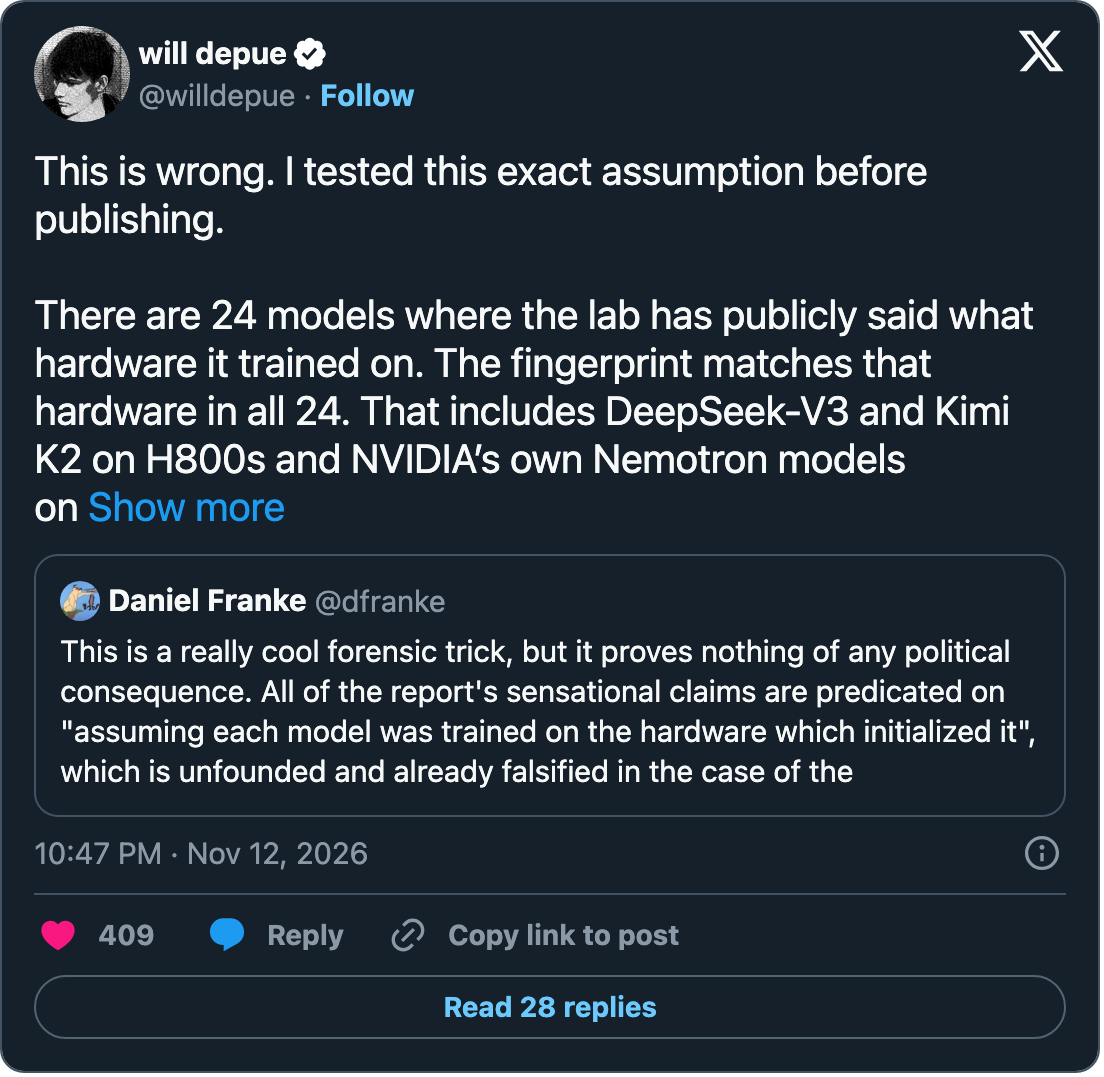 will depue
@willdepue · Follow
This is wrong. I tested this exact assumption before
publishing.
There are 24 models where the lab has publicly said what
hardware it trained on. The fingerprint matches that
hardware in all 24. That includes DeepSeek-V3 and Kimi
K2 on H800s and NVIDIA’s own Nemotron models
on Show more
Daniel Franke @dfranke
This is a really cool forensic trick, but it proves nothing of any political
consequence. All of the report's sensational claims are predicated on
"assuming each model was trained on the hardware which initialized it",
which is unfounded and already falsified in the case of the
10:47 PM · Nov 12, 2026
409 Reply Copy link to post
Read 28 replies